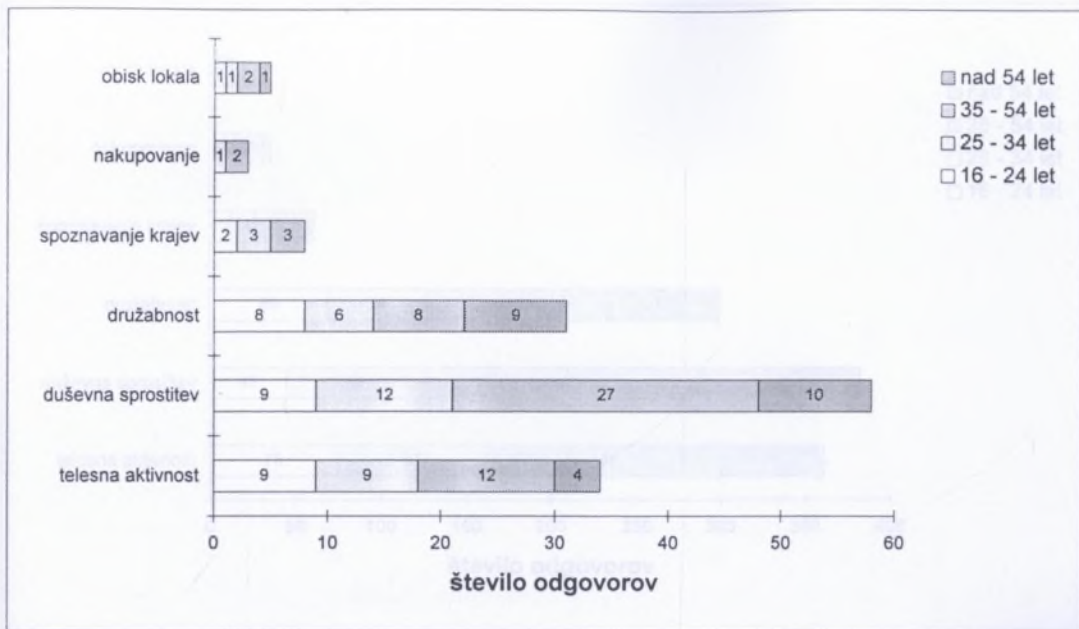 obisk lokala 1 1 2 1
nakupovanje 1 2
spoznavanje krajev 2 3 3
družabnost 8 6 8 9
duševna sprostitev 9 12 27 10
telesna aktivnost 9 9 12 4
0 10 20 30 40 50 60
število odgovorov
nad 54 let
35 - 54 let
25 - 34 let
16 - 24 let